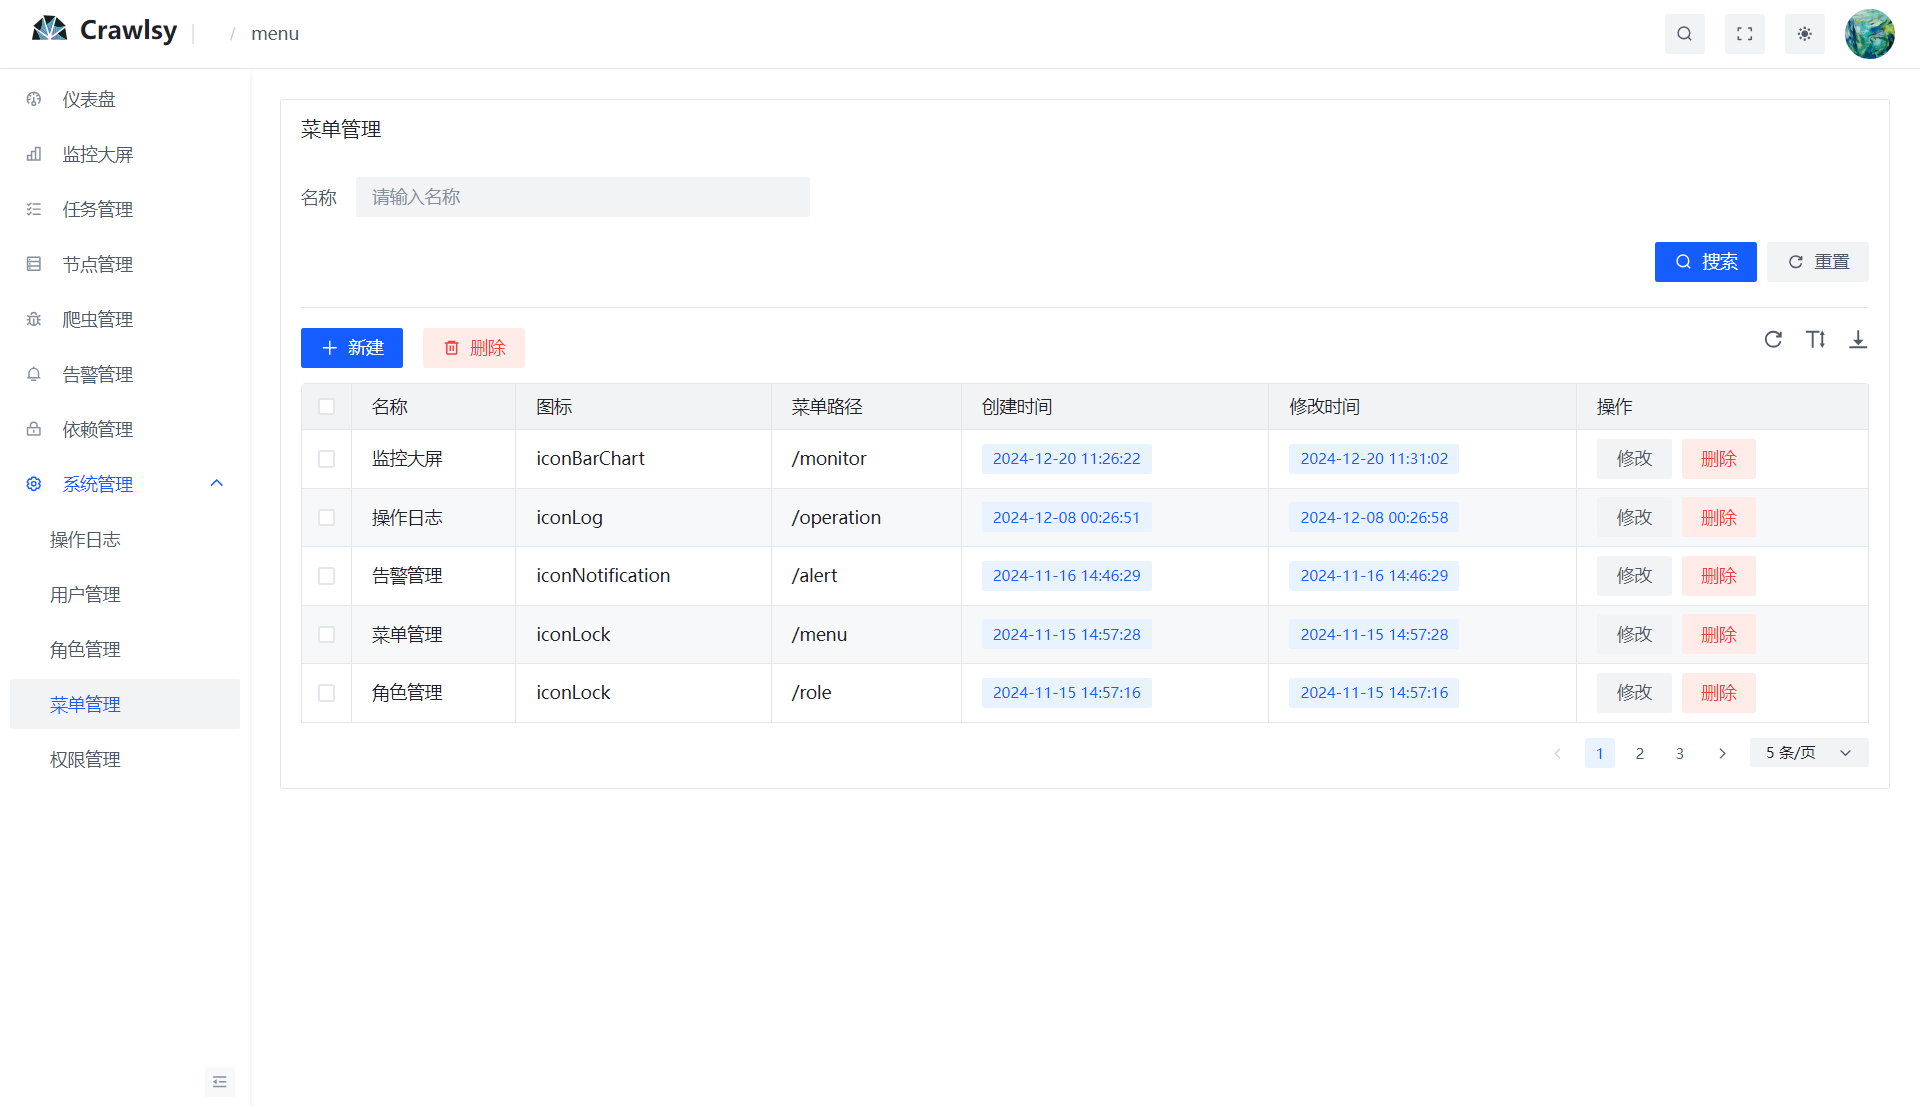 Crawlsy
/ menu
仪表盘
监控大屏
任务管理
节点管理
爬虫管理
告警管理
依赖管理
系统管理
操作日志
用户管理
角色管理
菜单管理
权限管理
菜单管理
名称 请输入名称
搜索 重置
新建 删除
名称 图标 菜单路径 创建时间 修改时间 操作
监控大屏 iconBarChart /monitor 2024-12-20 11:26:22 2024-12-20 11:31:02 修改 删除
操作日志 iconLog /operation 2024-12-08 00:26:51 2024-12-08 00:26:58 修改 删除
告警管理 iconNotification /alert 2024-11-16 14:46:29 2024-11-16 14:46:29 修改 删除
菜单管理 iconLock /menu 2024-11-15 14:57:28 2024-11-15 14:57:28 修改 删除
角色管理 iconLock /role 2024-11-15 14:57:16 2024-11-15 14:57:16 修改 删除
1 2 3 5 条/页